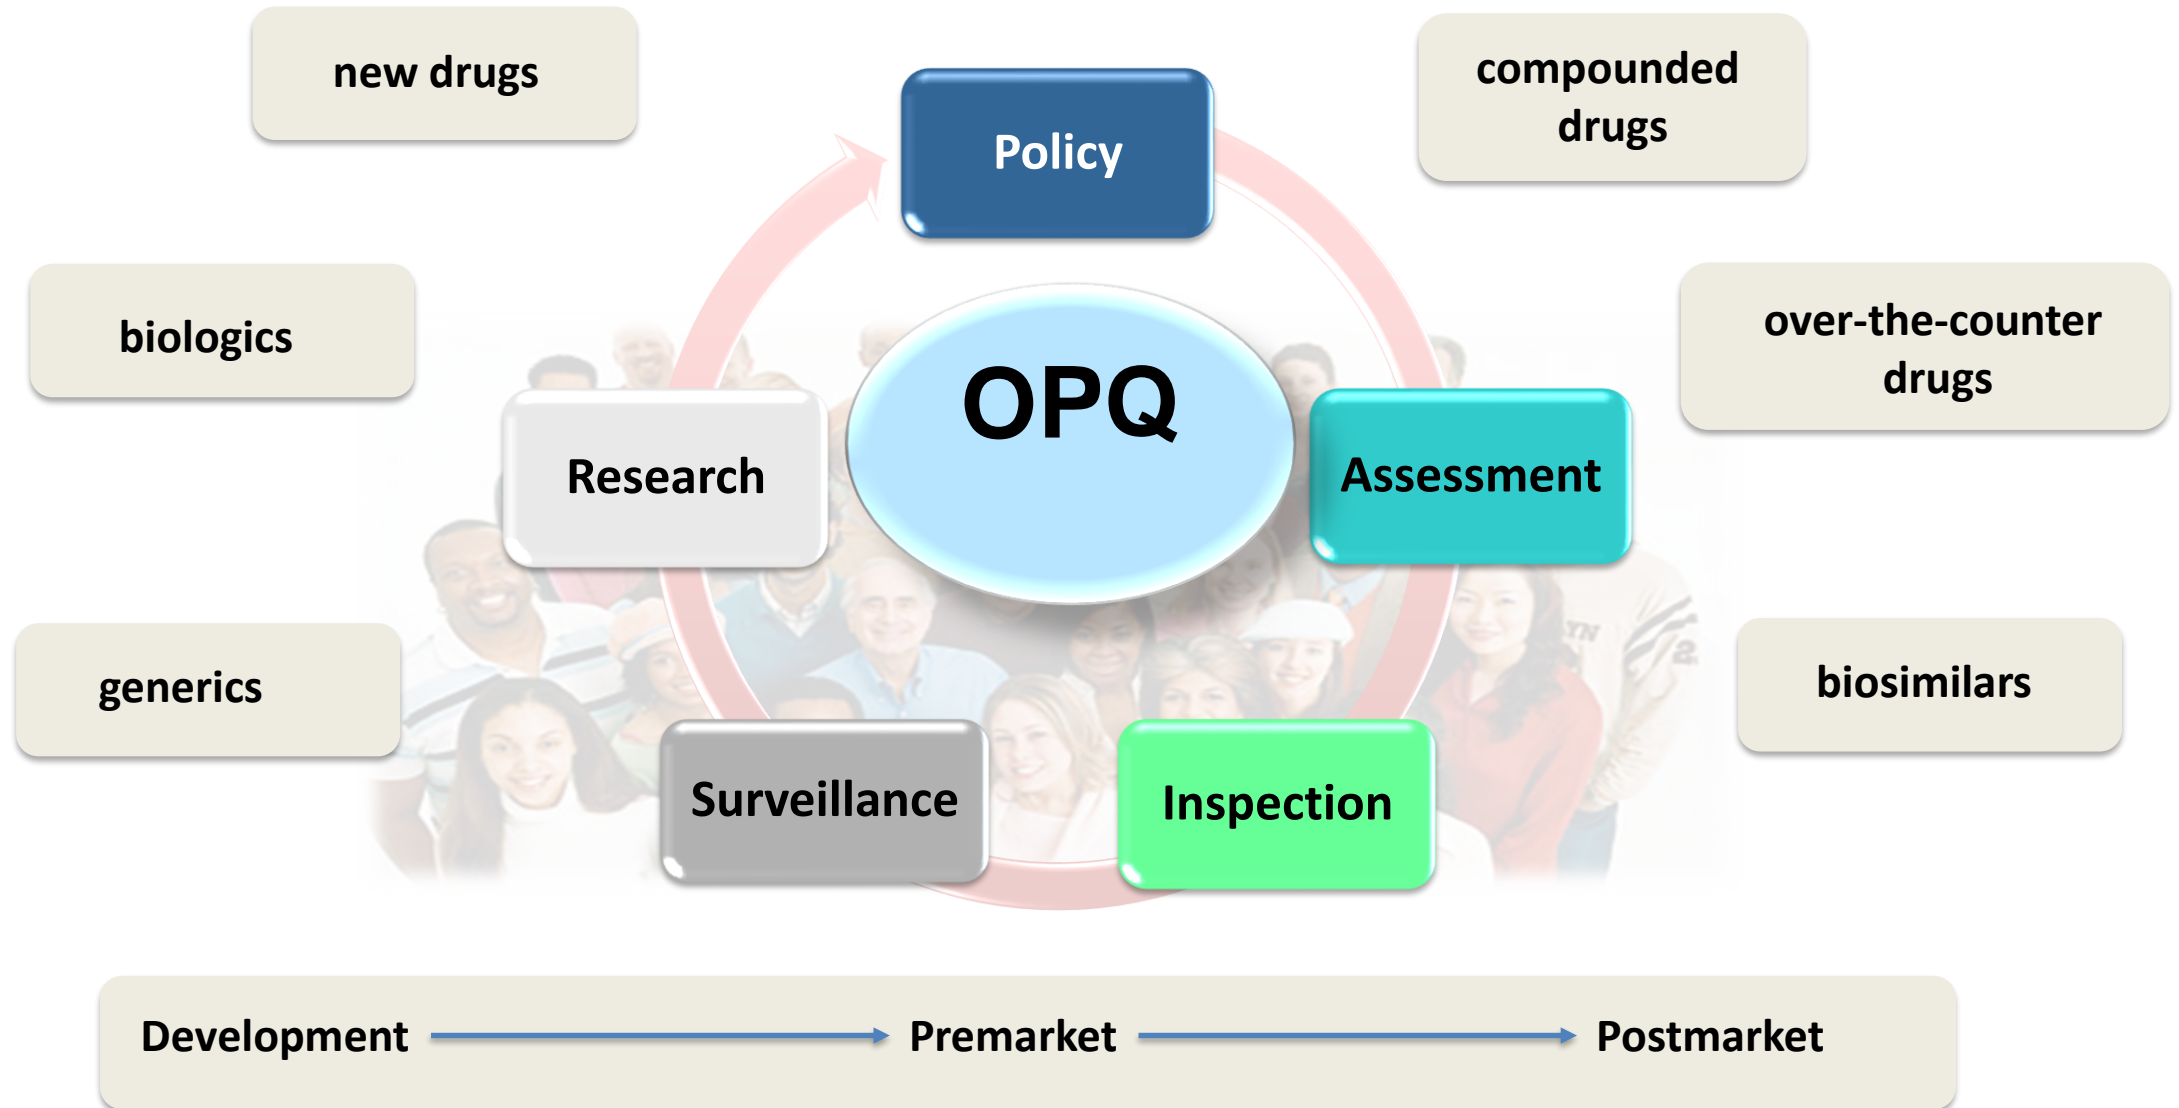 new drugs
compounded
drugs
Policy
biologics
over-the-counter
drugs
OPQ
Research
Assessment
generics
biosimilars
Surveillance
Inspection
Development
Premarket
Postmarket